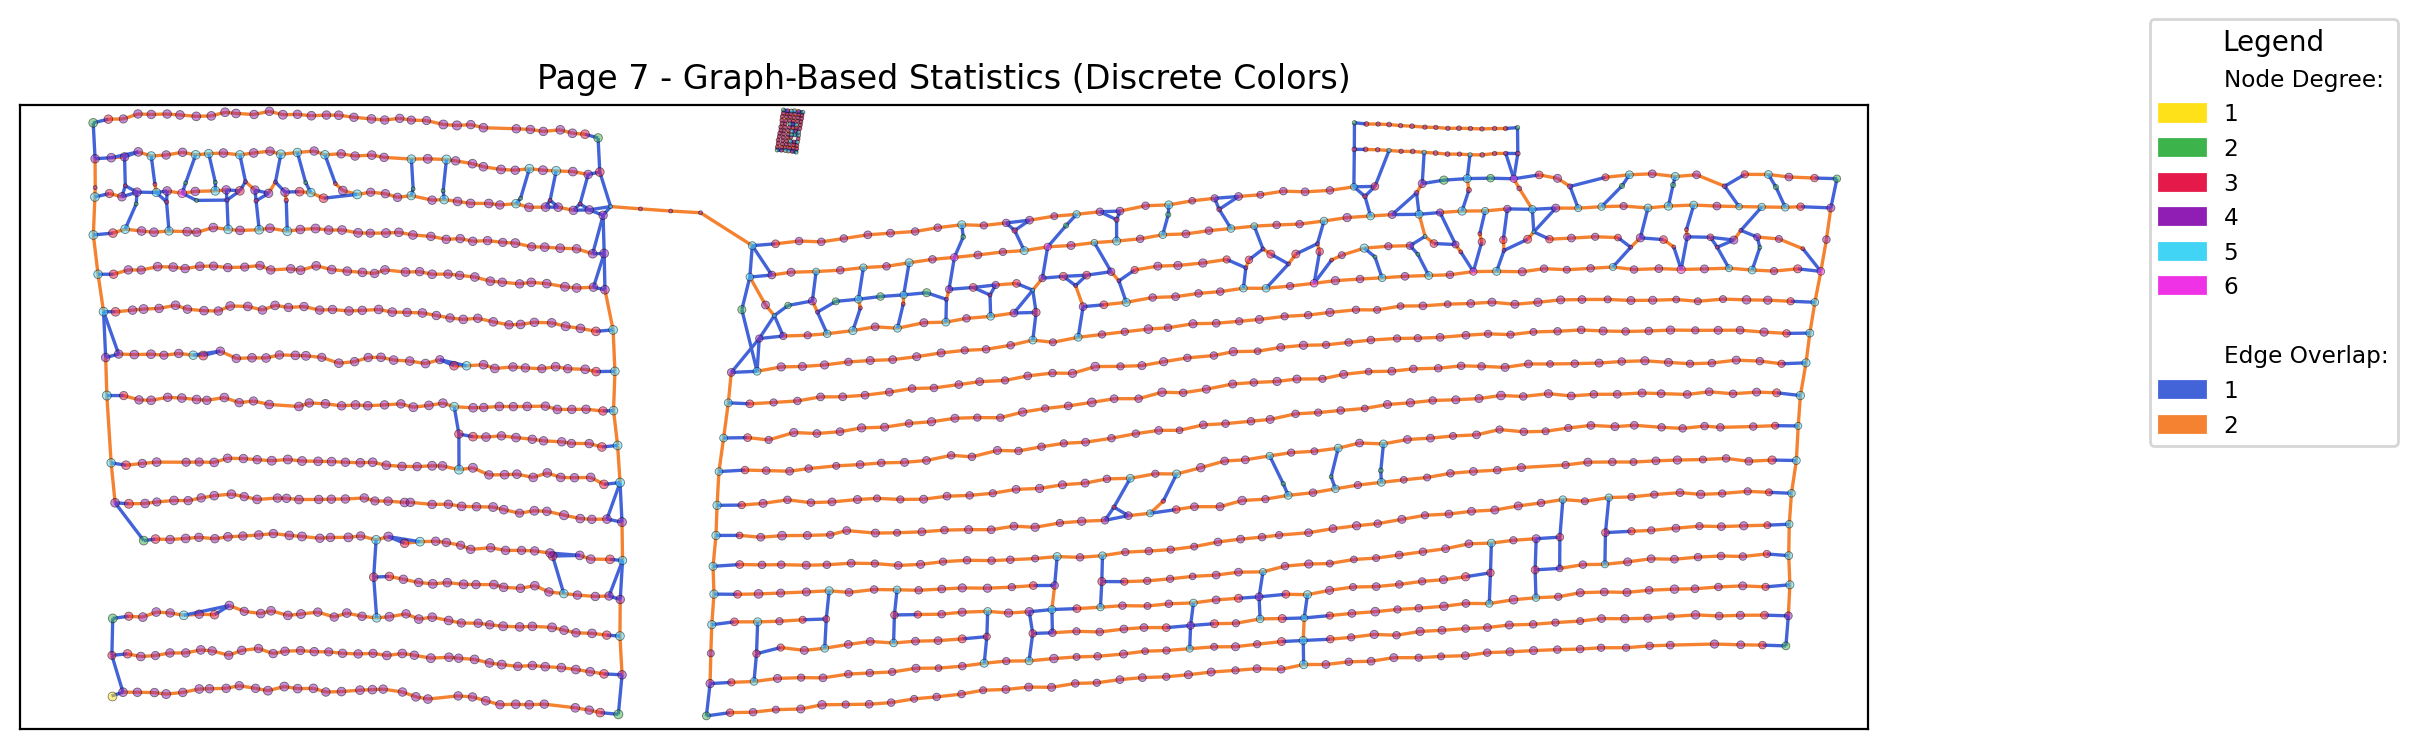 Page 7 - Graph-Based Statistics (Discrete Colors)
Legend
Node Degree:
1
2
3
4
5
6
Edge Overlap:
1
2